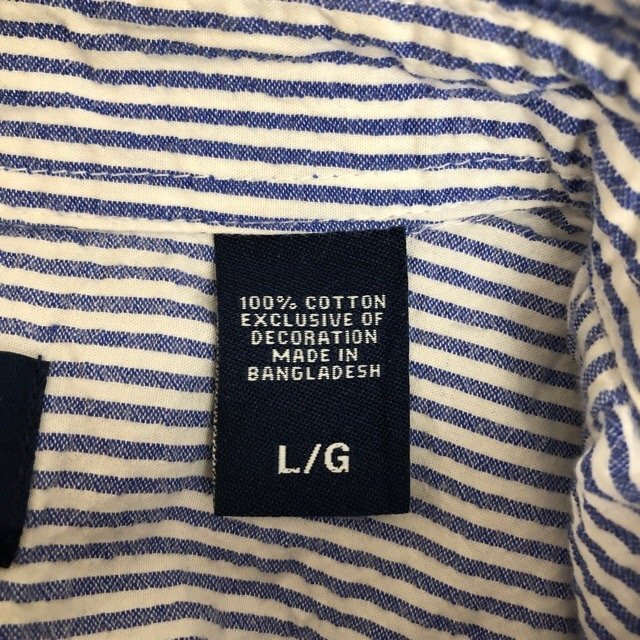 100% COTTON
EXCLUSIVE OF
DECORATION
MADE IN
BANGLADESH
L/G